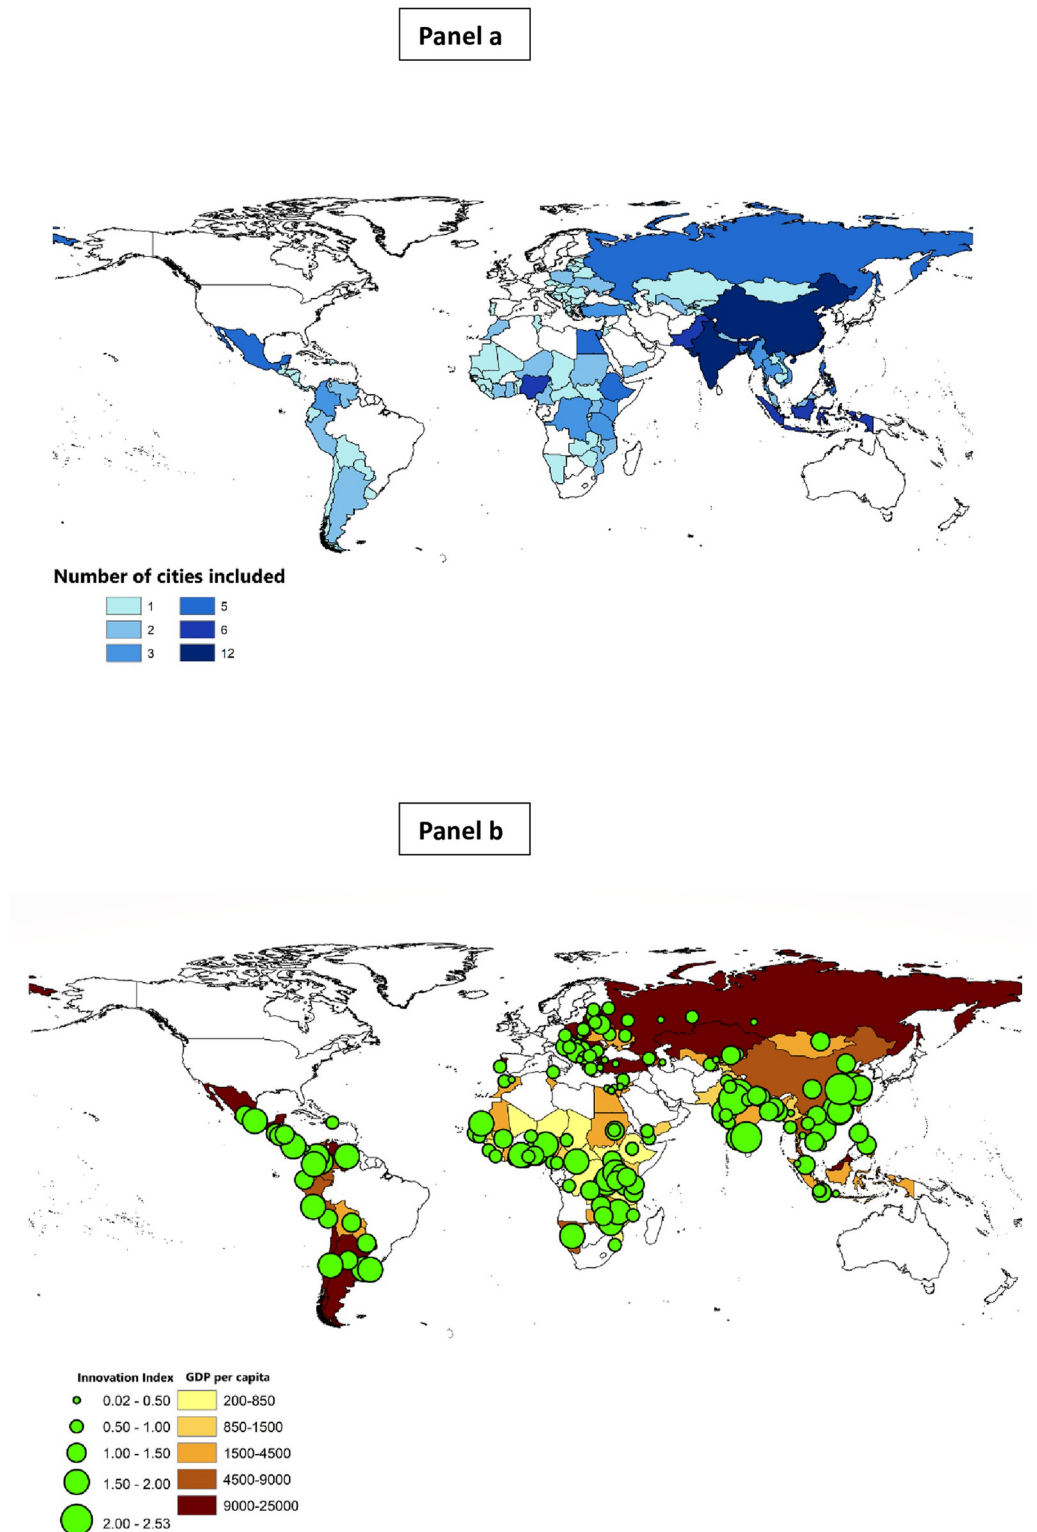 Panel a
Number of cities included
1 5
2 6
3 12
Panel b
Innovation Index GDP per capita
0.02 - 0.50 200-850
0.50 - 1.00 850-1500
1.00 - 1.50 1500-4500
1.50 - 2.00 4500-9000
2.00 - 2.53 9000-25000